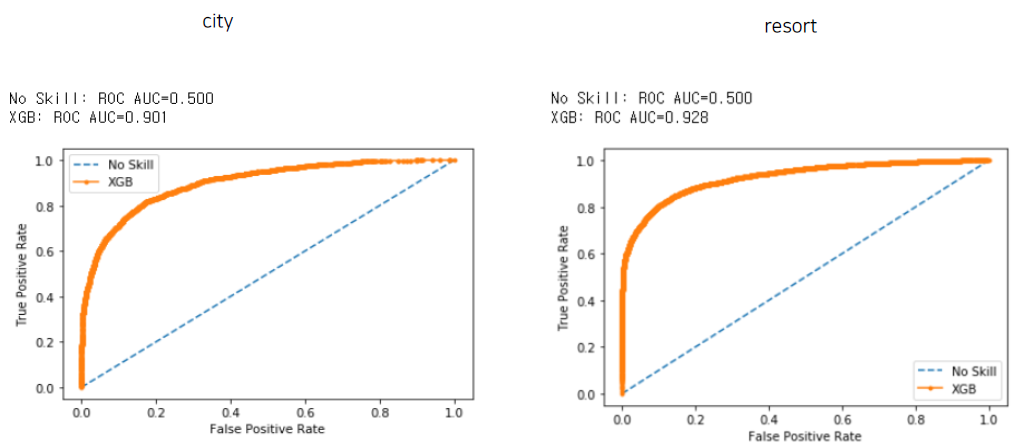 city
No Skill: ROC AUC=0.500
XGB: ROC AUC=0.901
1.0
0.8
0.6
0.4
0.2
0.0
True Positive Rate
No Skill
XGB
0.0 0.2 0.4 0.6 0.8 1.0
False Positive Rate
resort
No Skill: ROC AUC=0.500
XGB: ROC AUC=0.928
1.0
0.8
0.6
0.4
0.2
0.0
True Positive Rate
No Skill
XGB
0.0 0.2 0.4 0.6 0.8 1.0
False Positive Rate